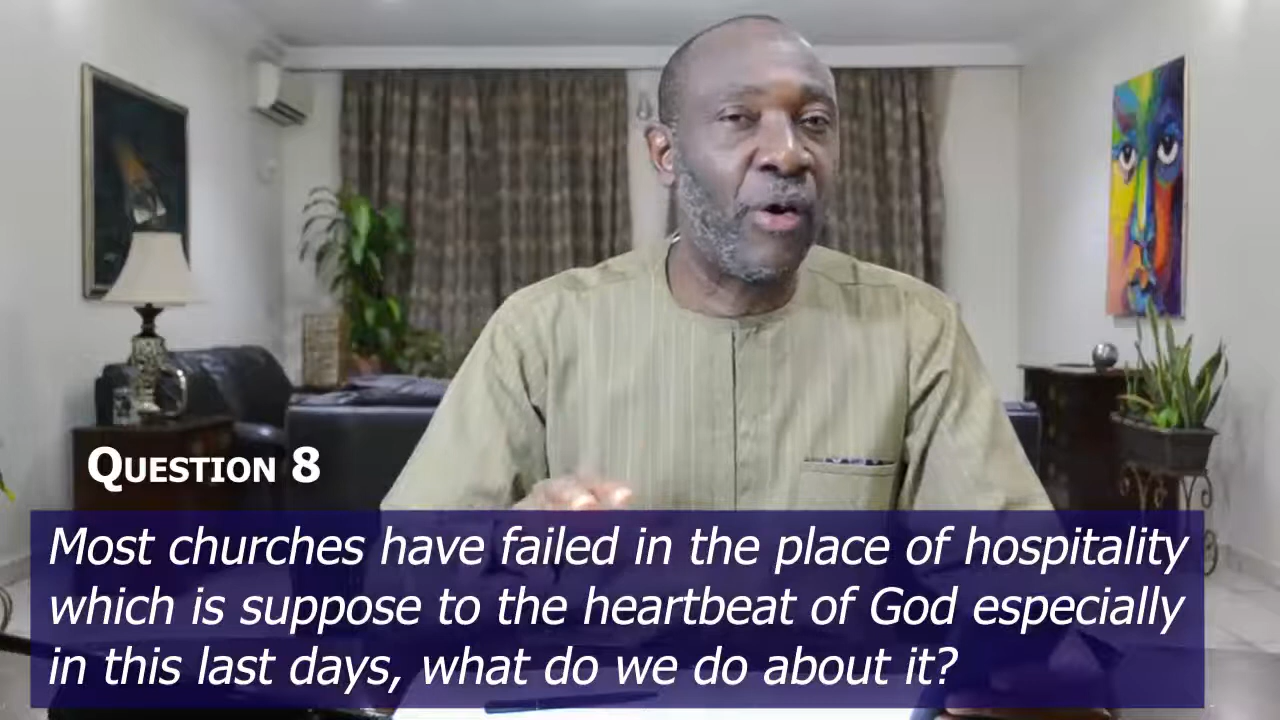 QUESTION 8
Most churches have failed in the place of hospitality
which is suppose to the heartbeat of God especially
in this last days, what do we do about it?